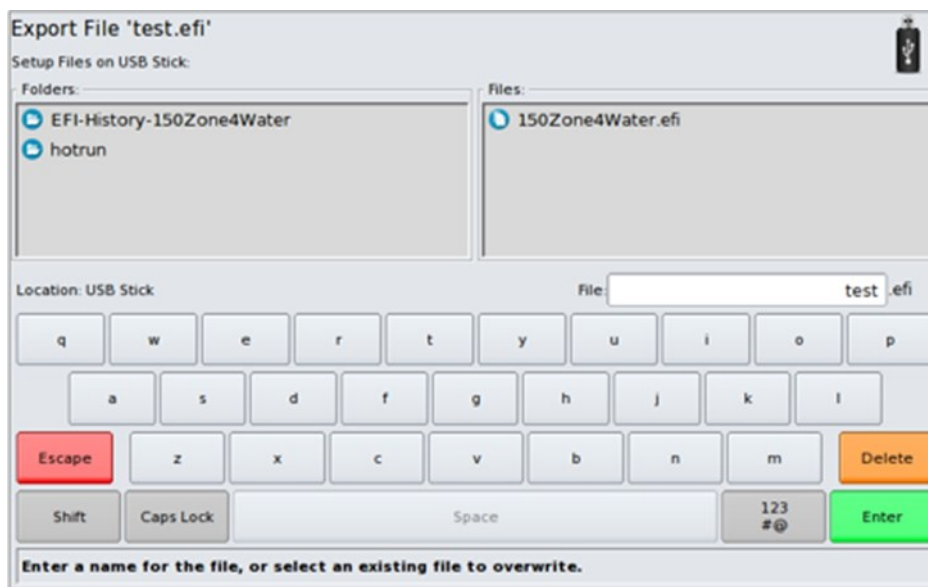 Export File 'test.efi'
Setup Files on USB Stick:
Folders:
EFI-History-150Zone4Water
hotrun
Files:
150Zone4Water.efi
Location: USB Stick
File: test .efi
q w e r t y u i o p
a s d f g h j k l
Escape z x c v b n m Delete
Shift Caps Lock Space 123 #@ Enter
Enter a name for the file, or select an existing file to overwrite.